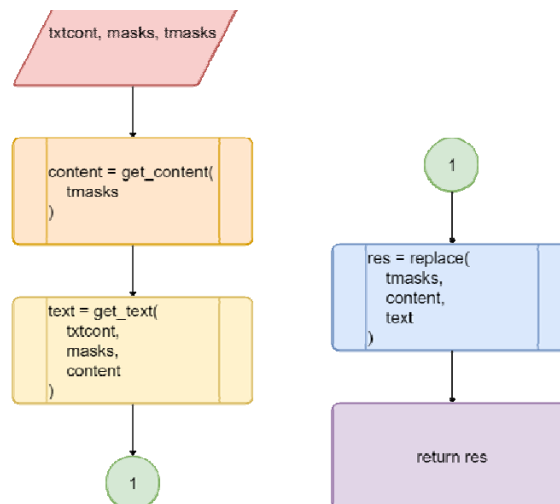 txtcont, masks, tmasks
content = get_content(
tmasks
)
text = get_text(
txtcont,
masks,
content
)
1
1
res = replace(
tmasks,
content,
text
)
return res